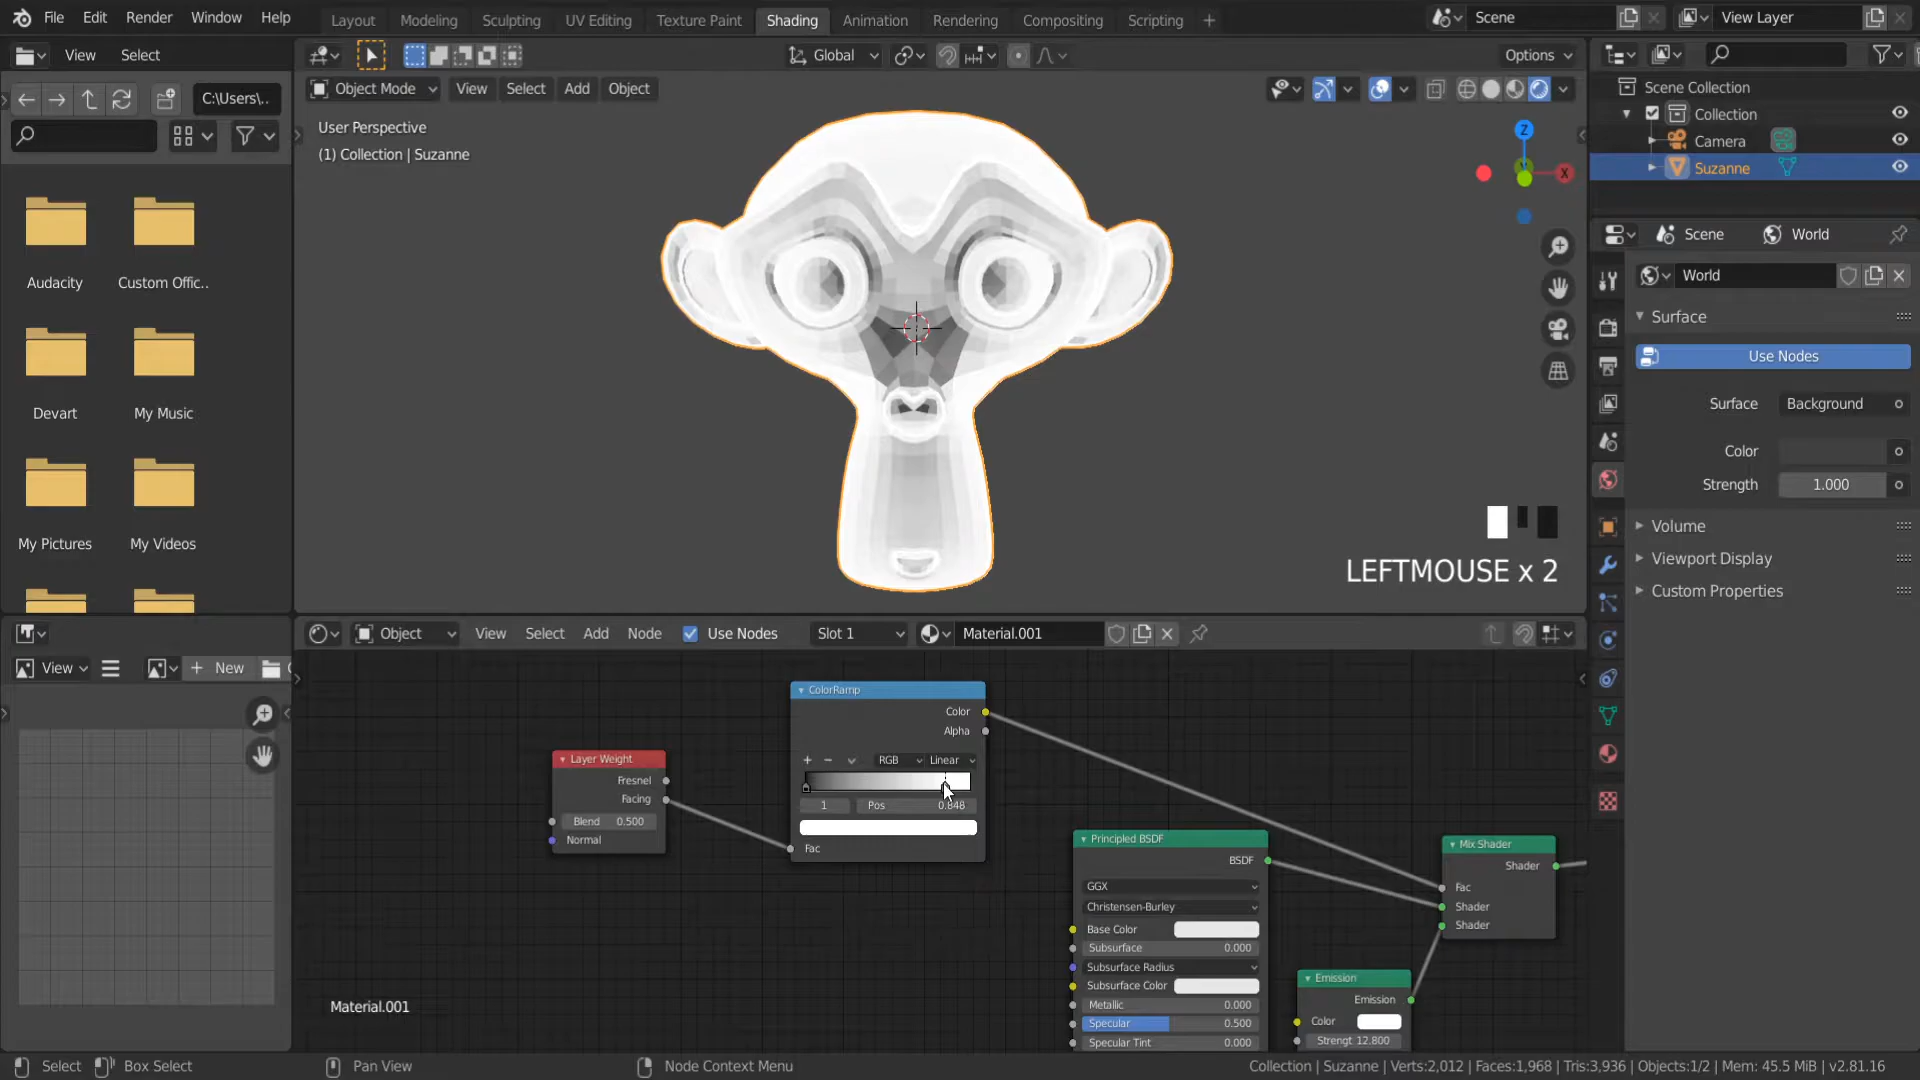 File Edit Render Window Help
Layout Modeling Sculpting UV Editing Texture Paint Shading Animation Rendering Compositing Scripting +
Scene
View Layer
View Select
Global
Options
C:\Users\..
Object Mode View Select Add Object
Scene Collection
Collection
Camera
Suzanne
User Perspective
(1) Collection | Suzanne
Z
X
Audacity
Custom Offic..
Devart
My Music
My Pictures
My Videos
Scene World
World
Surface
Use Nodes
Surface Background
Color
Strength 1.000
Volume
Viewport Display
Custom Properties
LEFTMOUSE x 2
Object View Select Add Node Use Nodes Slot 1 Material.001
View
+ New
ColorRamp
Color
Alpha
+ − RGB Linear
1 Pos 0.848
Fac
Layer Weight
Fresnel
Facing
Blend 0.500
Normal
Principled BSDF
BSDF
GGX
Christensen-Burley
Base Color
Subsurface 0.000
Subsurface Radius
Subsurface Color
Metallic 0.000
Specular 0.500
Specular Tint 0.000
Mix Shader
Shader
Fac
Shader
Shader
Emission
Emission
Color
Strengt 12.800
Material.001
Select Box Select Pan View Node Context Menu
Collection | Suzanne | Verts:2,012 | Faces:1,968 | Tris:3,936 | Objects:1/2 | Mem: 45.5 MiB | v2.81.16